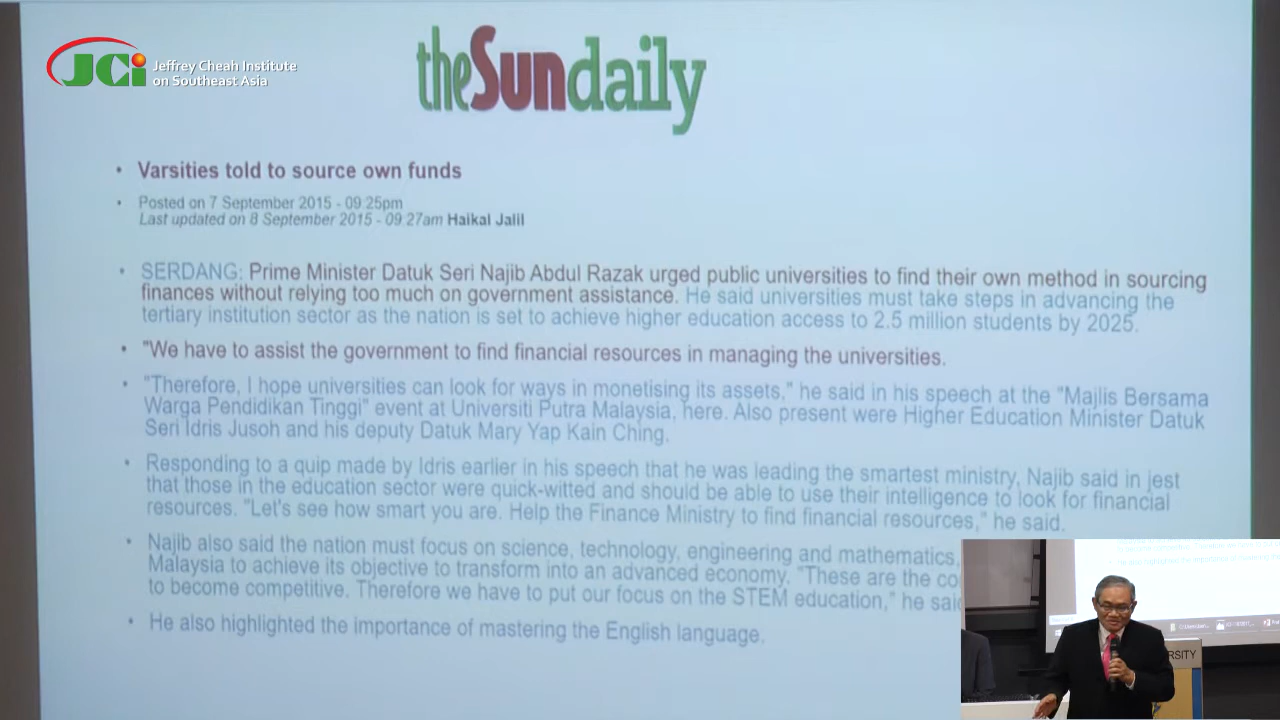 JCi Jeffrey Cheah Institute
on Southeast Asia
theSundaily
• Varsities told to source own funds
• Posted on 7 September 2015 - 09:25pm
Last updated on 8 September 2015 - 09:27am Haikal Jalil
• SERDANG: Prime Minister Datuk Seri Najib Abdul Razak urged public universities to find their own method in sourcing
finances without relying too much on government assistance. He said universities must take steps in advancing the
tertiary institution sector as the nation is set to achieve higher education access to 2.5 million students by 2025.
• "We have to assist the government to find financial resources in managing the universities.
• "Therefore, I hope universities can look for ways in monetising its assets," he said in his speech at the "Majlis Bersama
Warga Pendidikan Tinggi" event at Universiti Putra Malaysia, here. Also present were Higher Education Minister Datuk
Seri Idris Jusoh and his deputy Datuk Mary Yap Kain Ching.
• Responding to a quip made by Idris earlier in his speech that he was leading the smartest ministry, Najib said in jest
that those in the education sector were quick-witted and should be able to use their intelligence to look for financial
resources. "Let's see how smart you are. Help the Finance Ministry to find financial resources," he said.
• Najib also said the nation must focus on science, technology, engineering and mathematics,
Malaysia to achieve its objective to transform into an advanced economy. "These are the co
to become competitive. Therefore we have to put our focus on the STEM education," he said
• He also highlighted the importance of mastering the English language.
RSITY